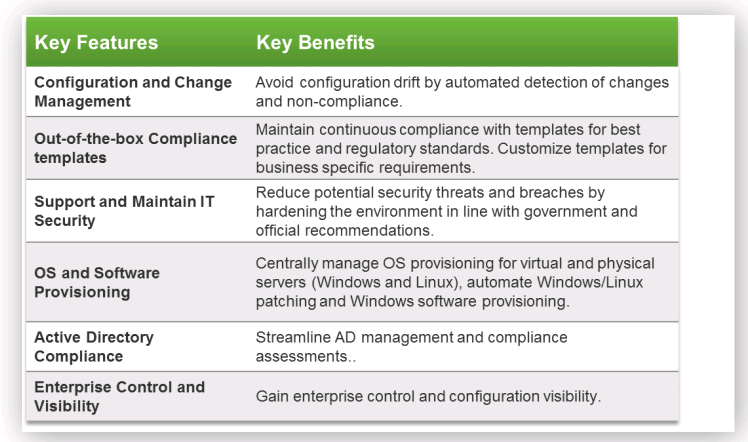 Key Features
Key Benefits
Configuration and Change
Management
Avoid configuration drift by automated detection of changes
and non-compliance.
Out-of-the-box Compliance
templates
Maintain continuous compliance with templates for best
practice and regulatory standards. Customize templates for
business specific requirements.
Support and Maintain IT
Security
Reduce potential security threats and breaches by
hardening the environment in line with government and
official recommendations.
OS and Software
Provisioning
Centrally manage OS provisioning for virtual and physical
servers (Windows and Linux), automate Windows/Linux
patching and Windows software provisioning.
Active Directory
Compliance
Streamline AD management and compliance
assessments..
Enterprise Control and
Visibility
Gain enterprise control and configuration visibility.